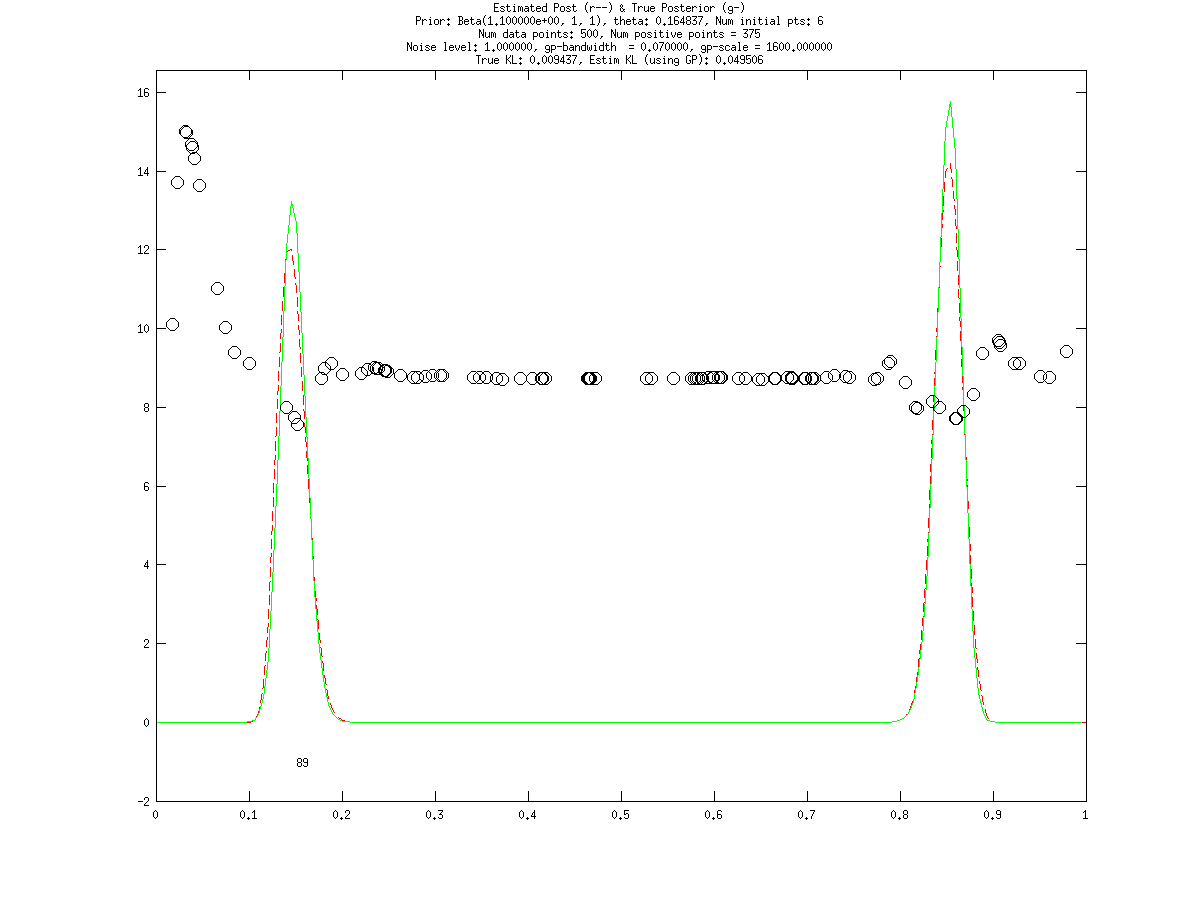 Estimated Post (r--) & True Posterior (g-)
Prior: Beta(1.100000e+00, 1, 1), theta: 0.164837, Num initial pts: 6
Num data points: 500, Num positive points = 375
Noise level: 1.000000, gp-bandwidth  = 0.070000, gp-scale = 1600.000000
True KL: 0.009437, Estim KL (using GP): 0.049506
16
14
12
10
8
6
4
2
0
-2
89
0 0.1 0.2 0.3 0.4 0.5 0.6 0.7 0.8 0.9 1